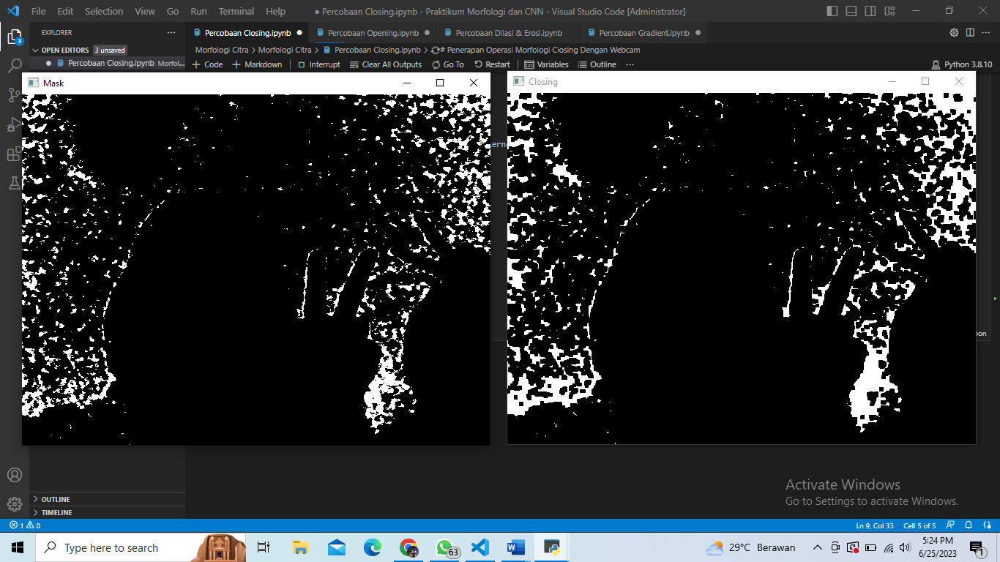 File Edit Selection View Go Run Terminal Help
● Percobaan Closing.ipynb - Praktikum Morfologi dan CNN - Visual Studio Code [Administrator]
EXPLORER
Percobaan Closing.ipynb
Percobaan Opening.ipynb
Percobaan Dilasi & Erosi.ipynb
Percobaan Gradient.ipynb
OPEN EDITORS 3 unsaved
Morfologi Citra > Morfologi Citra > Percobaan Closing.ipynb > # Penerapan Operasi Morfologi Closing Dengan Webcam
Percobaan Closing.ipynb Morfol...
+ Code + Markdown Interrupt Clear All Outputs Go To Restart Variables Outline ...
Python 3.8.10
3
Mask
Closing
erne
hon
OUTLINE
TIMELINE
Activate Windows
Go to Settings to activate Windows.
1 0
Ln 9, Col 33 Cell 5 of 5
Type here to search
63
29°C Berawan
5:24 PM
6/25/2023
1